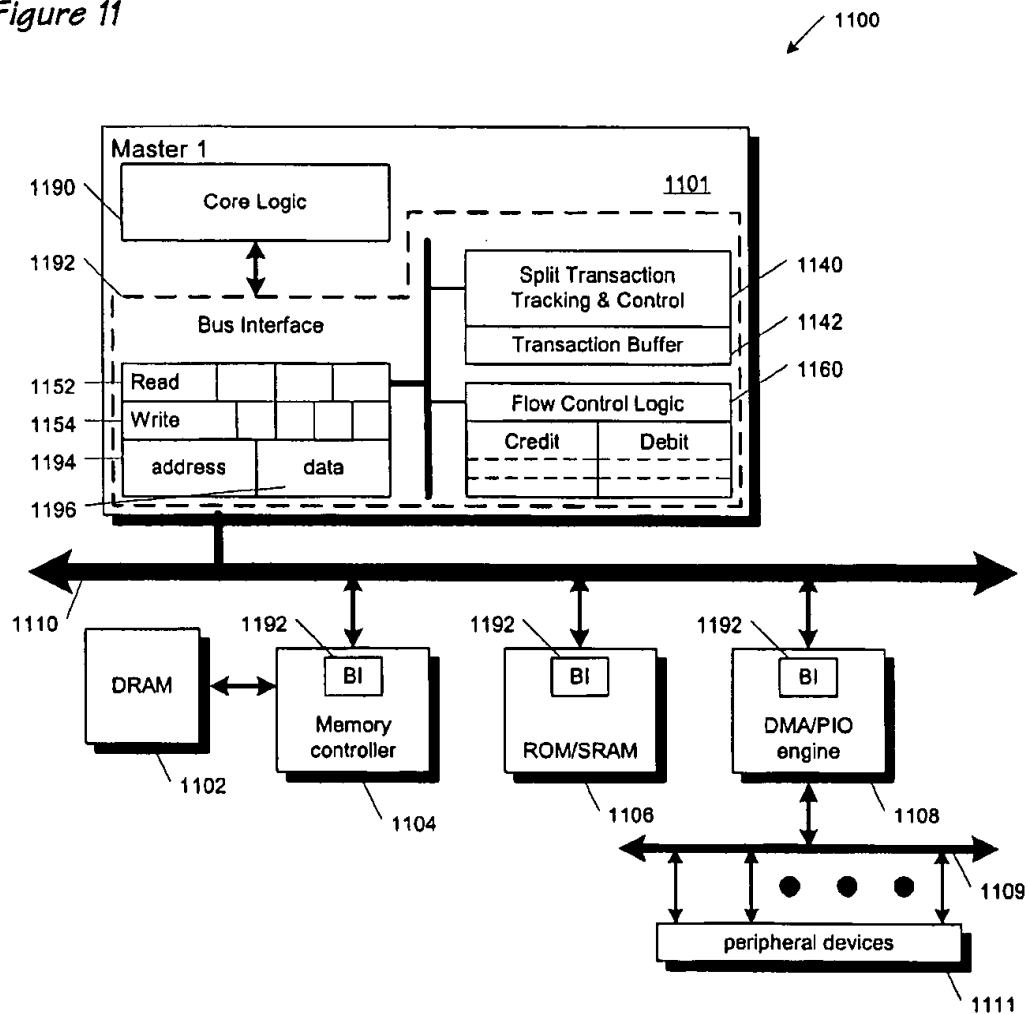 Figure 11
1100
Master 1
1190
Core Logic
1101
1192
Bus Interface
Split Transaction
Tracking & Control
1140
Transaction Buffer
1142
1152
Read
1160
Flow Control Logic
1154
Write
Credit
Debit
1194
address
data
1196
1110
1192
1192
1192
DRAM
BI
BI
BI
Memory
controller
ROM/SRAM
DMA/PIO
engine
1102
1104
1106
1108
1109
peripheral devices
1111